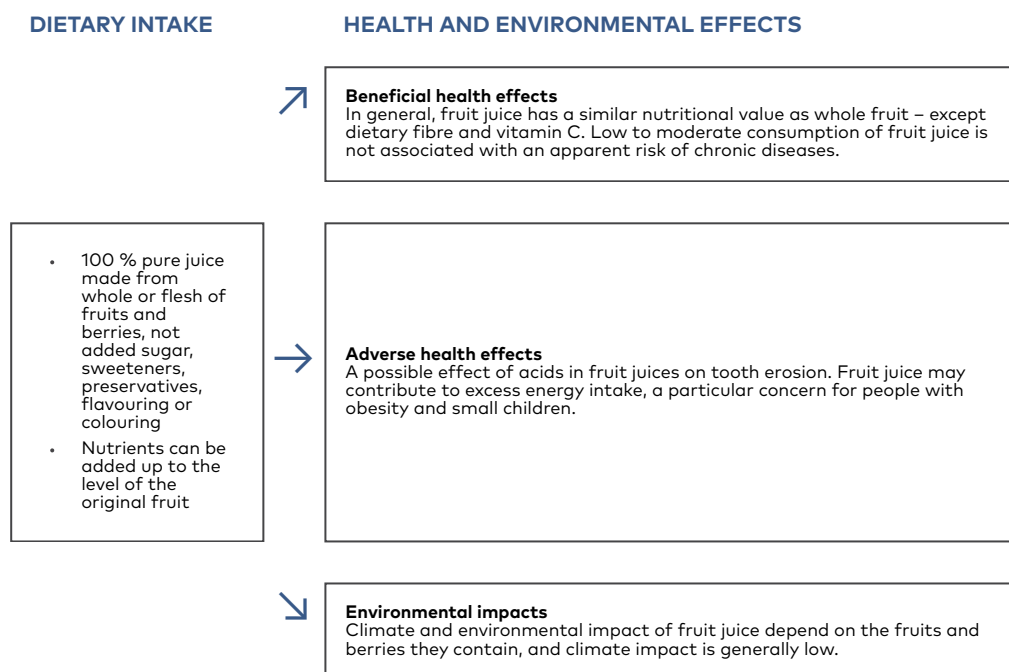 DIETARY INTAKE
HEALTH AND ENVIRONMENTAL EFFECTS
Beneficial health effects
In general, fruit juice has a similar nutritional value as whole fruit – except
dietary fibre and vitamin C. Low to moderate consumption of fruit juice is
not associated with an apparent risk of chronic diseases.
• 100 % pure juice
made from
whole or flesh of
fruits and
berries, not
added sugar,
sweeteners,
preservatives,
flavouring or
colouring
• Nutrients can be
added up to the
level of the
original fruit
Adverse health effects
A possible effect of acids in fruit juices on tooth erosion. Fruit juice may
contribute to excess energy intake, a particular concern for people with
obesity and small children.
Environmental impacts
Climate and environmental impact of fruit juice depend on the fruits and
berries they contain, and climate impact is generally low.